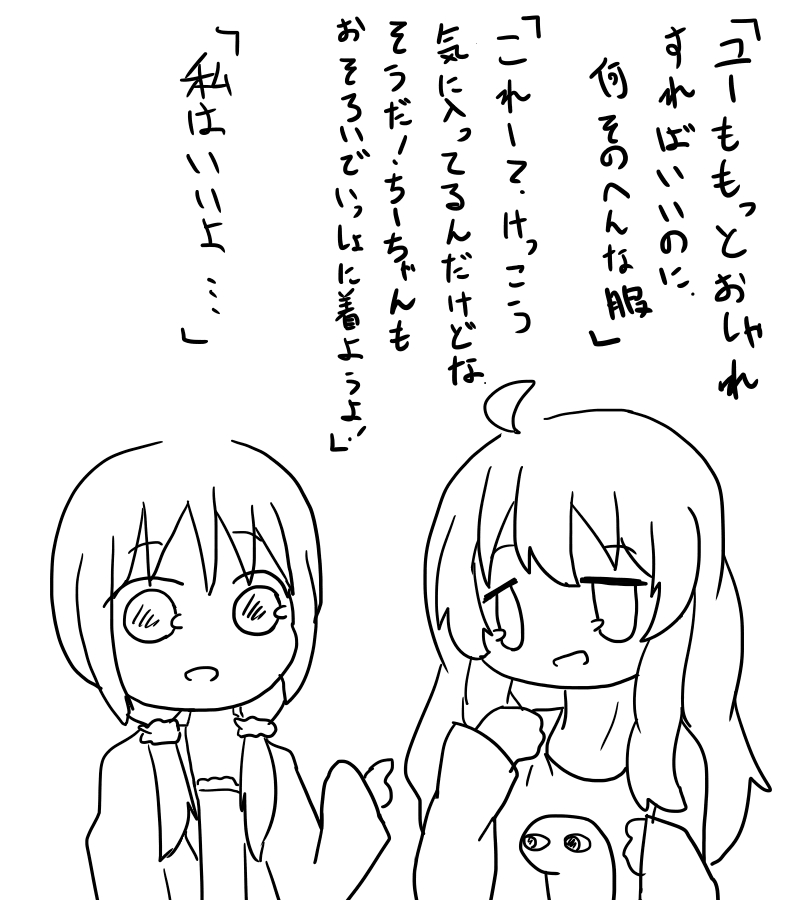 「ユーももっとおしゃれ
すればいいのに.
何そのへんな服」
「これーて.けっこう
気に入ってるんだけどな.
そうだ!ちーちゃんも
おそろいでいっしょに着ようよ!」
「私はいいよ…」